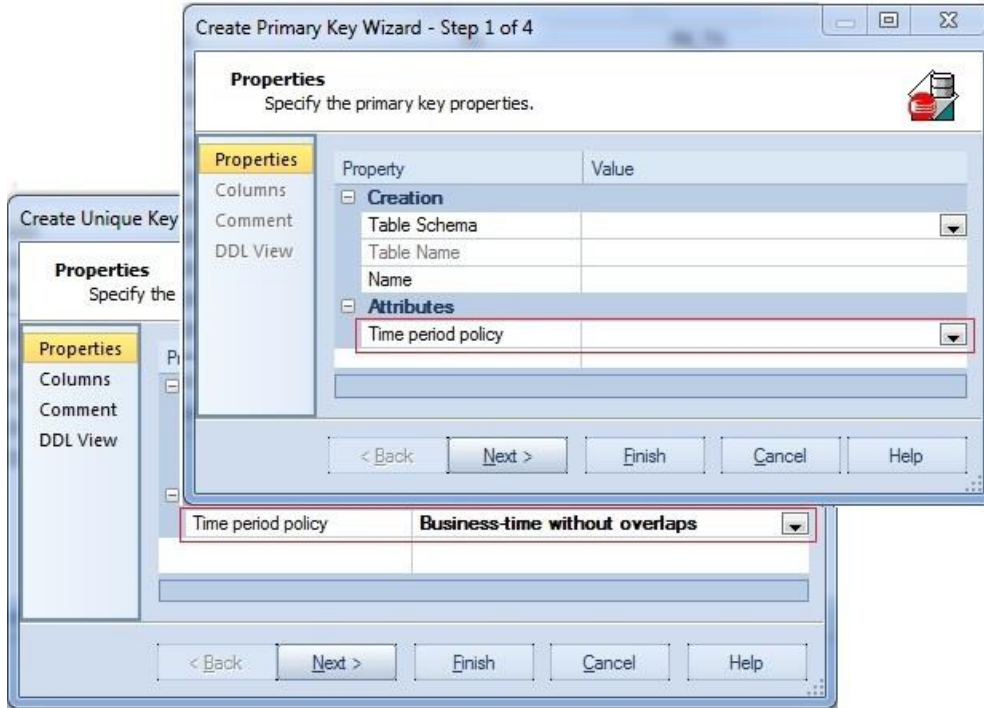 Create Primary Key Wizard - Step 1 of 4
Properties
Specify the primary key properties.
Properties
Columns
Comment
DDL View
Property Value
Creation
Table Schema
Table Name
Name
Attributes
Time period policy
< Back Next > Finish Cancel Help
Create Unique Key
Properties
Specify the
Properties
Columns
Comment
DDL View
Time period policy Business-time without overlaps
< Back Next > Finish Cancel Help